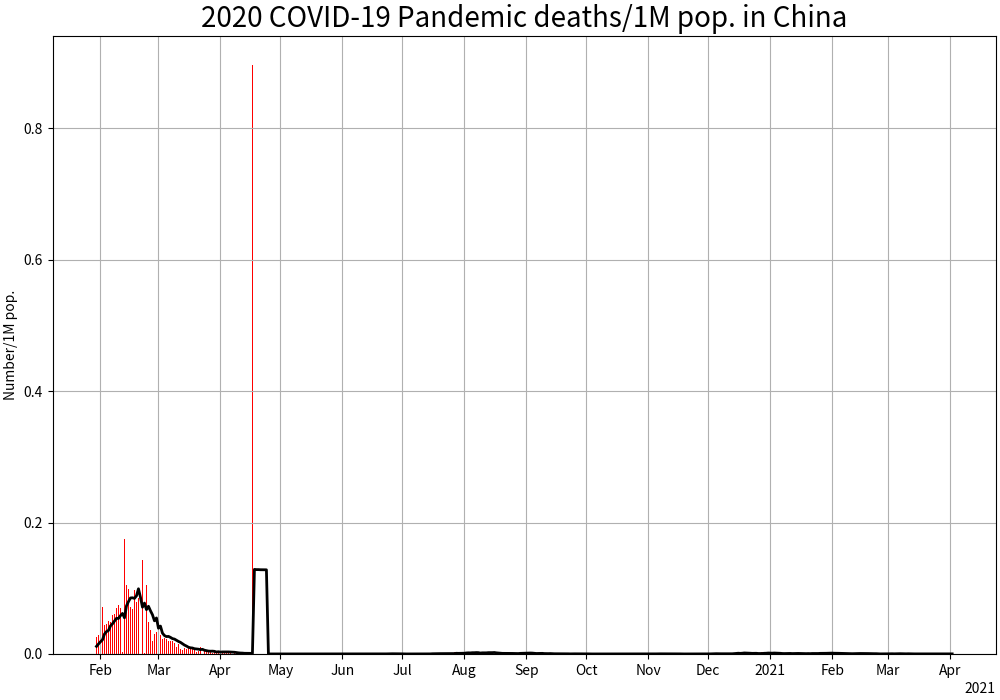 2020 COVID-19 Pandemic deaths/1M pop. in China
Number/1M pop.
0.8
0.6
0.4
0.2
0.0
Feb Mar Apr May Jun Jul Aug Sep Oct Nov Dec 2021 Feb Mar Apr
2021